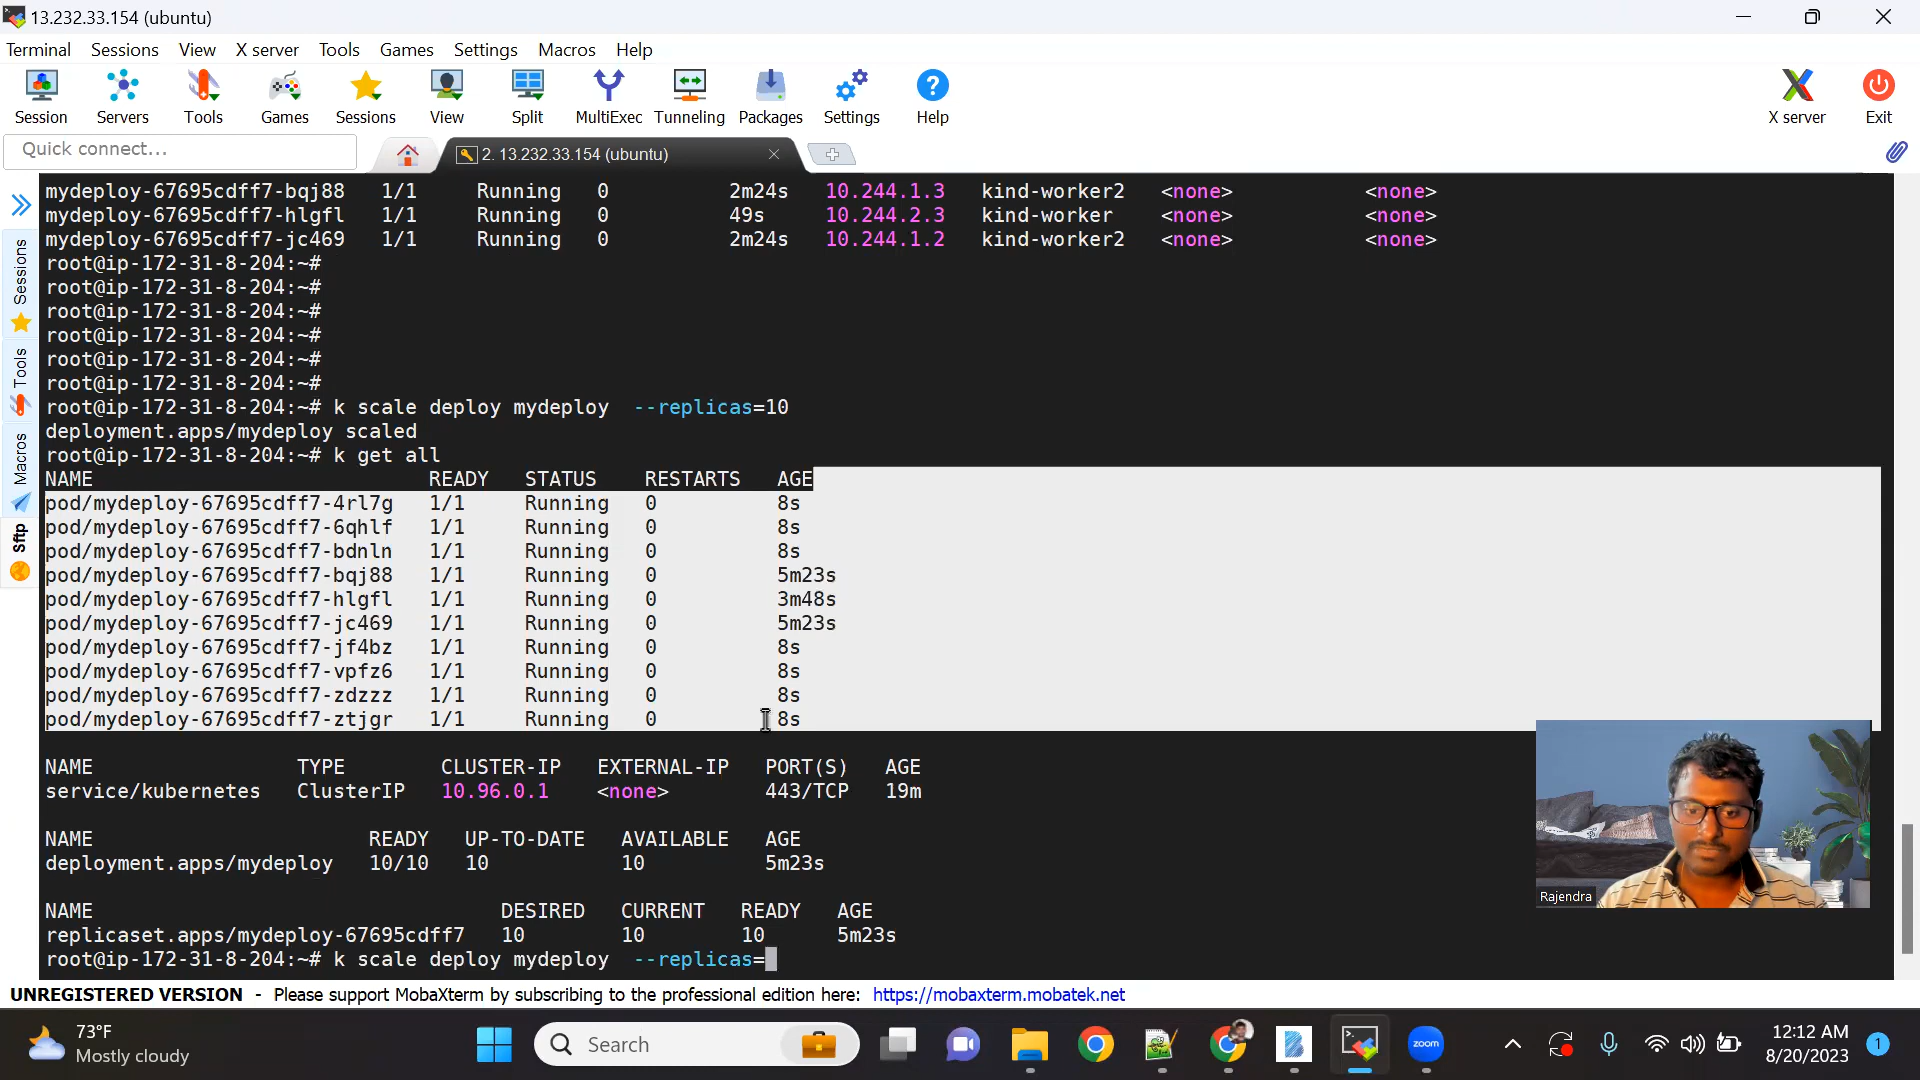 13.232.33.154 (ubuntu)
Terminal Sessions View X server Tools Games Settings Macros Help
Session Servers Tools Games Sessions View Split MultiExec Tunneling Packages Settings Help X server Exit
Quick connect...
2. 13.232.33.154 (ubuntu)
Sessions
Tools
Macros
Sftp
mydeploy-67695cdff7-bqj88 1/1 Running 0 2m24s 10.244.1.3 kind-worker2 <none> <none>
mydeploy-67695cdff7-hlgfl 1/1 Running 0 49s 10.244.2.3 kind-worker <none> <none>
mydeploy-67695cdff7-jc469 1/1 Running 0 2m24s 10.244.1.2 kind-worker2 <none> <none>
root@ip-172-31-8-204:~#
root@ip-172-31-8-204:~#
root@ip-172-31-8-204:~#
root@ip-172-31-8-204:~#
root@ip-172-31-8-204:~#
root@ip-172-31-8-204:~#
root@ip-172-31-8-204:~# k scale deploy mydeploy --replicas=10
deployment.apps/mydeploy scaled
root@ip-172-31-8-204:~# k get all
NAME READY STATUS RESTARTS AGE
pod/mydeploy-67695cdff7-4rl7g 1/1 Running 0 8s
pod/mydeploy-67695cdff7-6qhlf 1/1 Running 0 8s
pod/mydeploy-67695cdff7-bdnln 1/1 Running 0 8s
pod/mydeploy-67695cdff7-bqj88 1/1 Running 0 5m23s
pod/mydeploy-67695cdff7-hlgfl 1/1 Running 0 3m48s
pod/mydeploy-67695cdff7-jc469 1/1 Running 0 5m23s
pod/mydeploy-67695cdff7-jf4bz 1/1 Running 0 8s
pod/mydeploy-67695cdff7-vpfz6 1/1 Running 0 8s
pod/mydeploy-67695cdff7-zdzzz 1/1 Running 0 8s
pod/mydeploy-67695cdff7-ztjgr 1/1 Running 0 8s
NAME TYPE CLUSTER-IP EXTERNAL-IP PORT(S) AGE
service/kubernetes ClusterIP 10.96.0.1 <none> 443/TCP 19m
NAME READY UP-TO-DATE AVAILABLE AGE
deployment.apps/mydeploy 10/10 10 10 5m23s
NAME DESIRED CURRENT READY AGE
replicaset.apps/mydeploy-67695cdff7 10 10 10 5m23s
root@ip-172-31-8-204:~# k scale deploy mydeploy --replicas=
Rajendra
UNREGISTERED VERSION - Please support MobaXterm by subscribing to the professional edition here: https://mobaxterm.mobatek.net
73°F
Mostly cloudy
Search
zoom
12:12 AM
8/20/2023
1